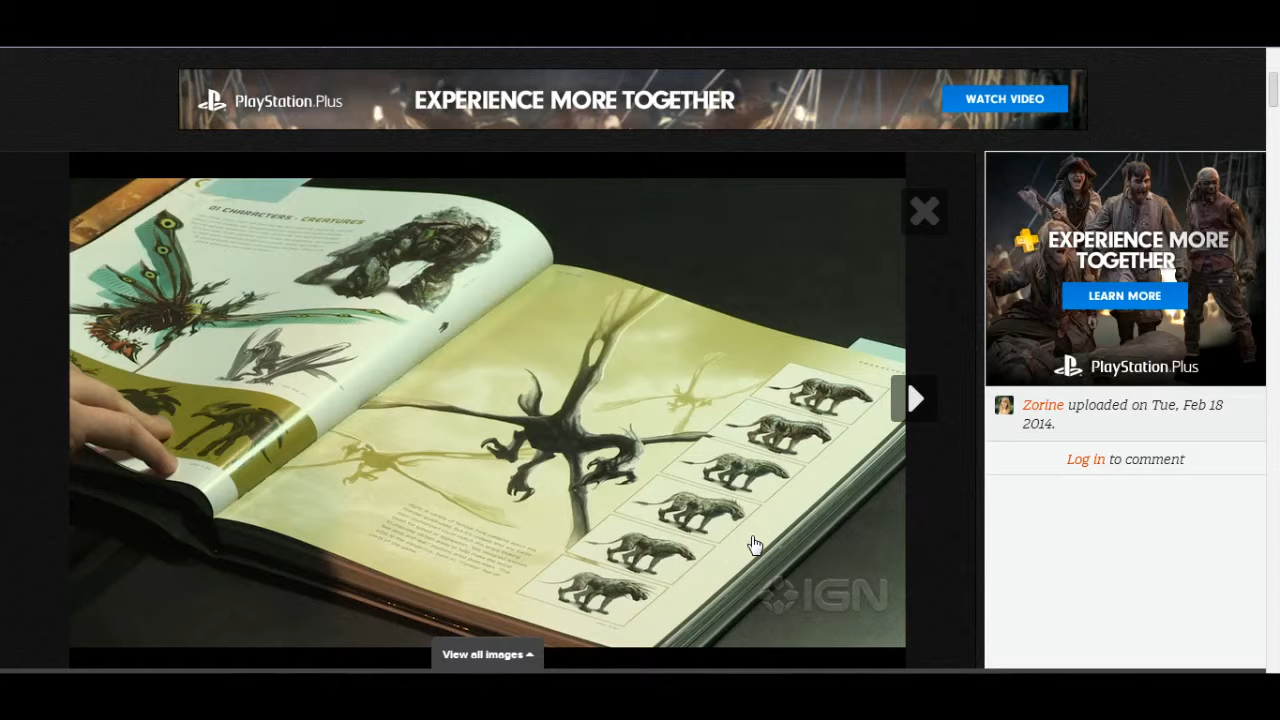 PlayStation Plus
EXPERIENCE MORE TOGETHER
WATCH VIDEO
01 CHARACTERS - CREATURES
EXPERIENCE MORE
TOGETHER
LEARN MORE
PlayStation Plus
Zorine uploaded on Tue, Feb 18
2014.
Log in to comment
IGN
View all images